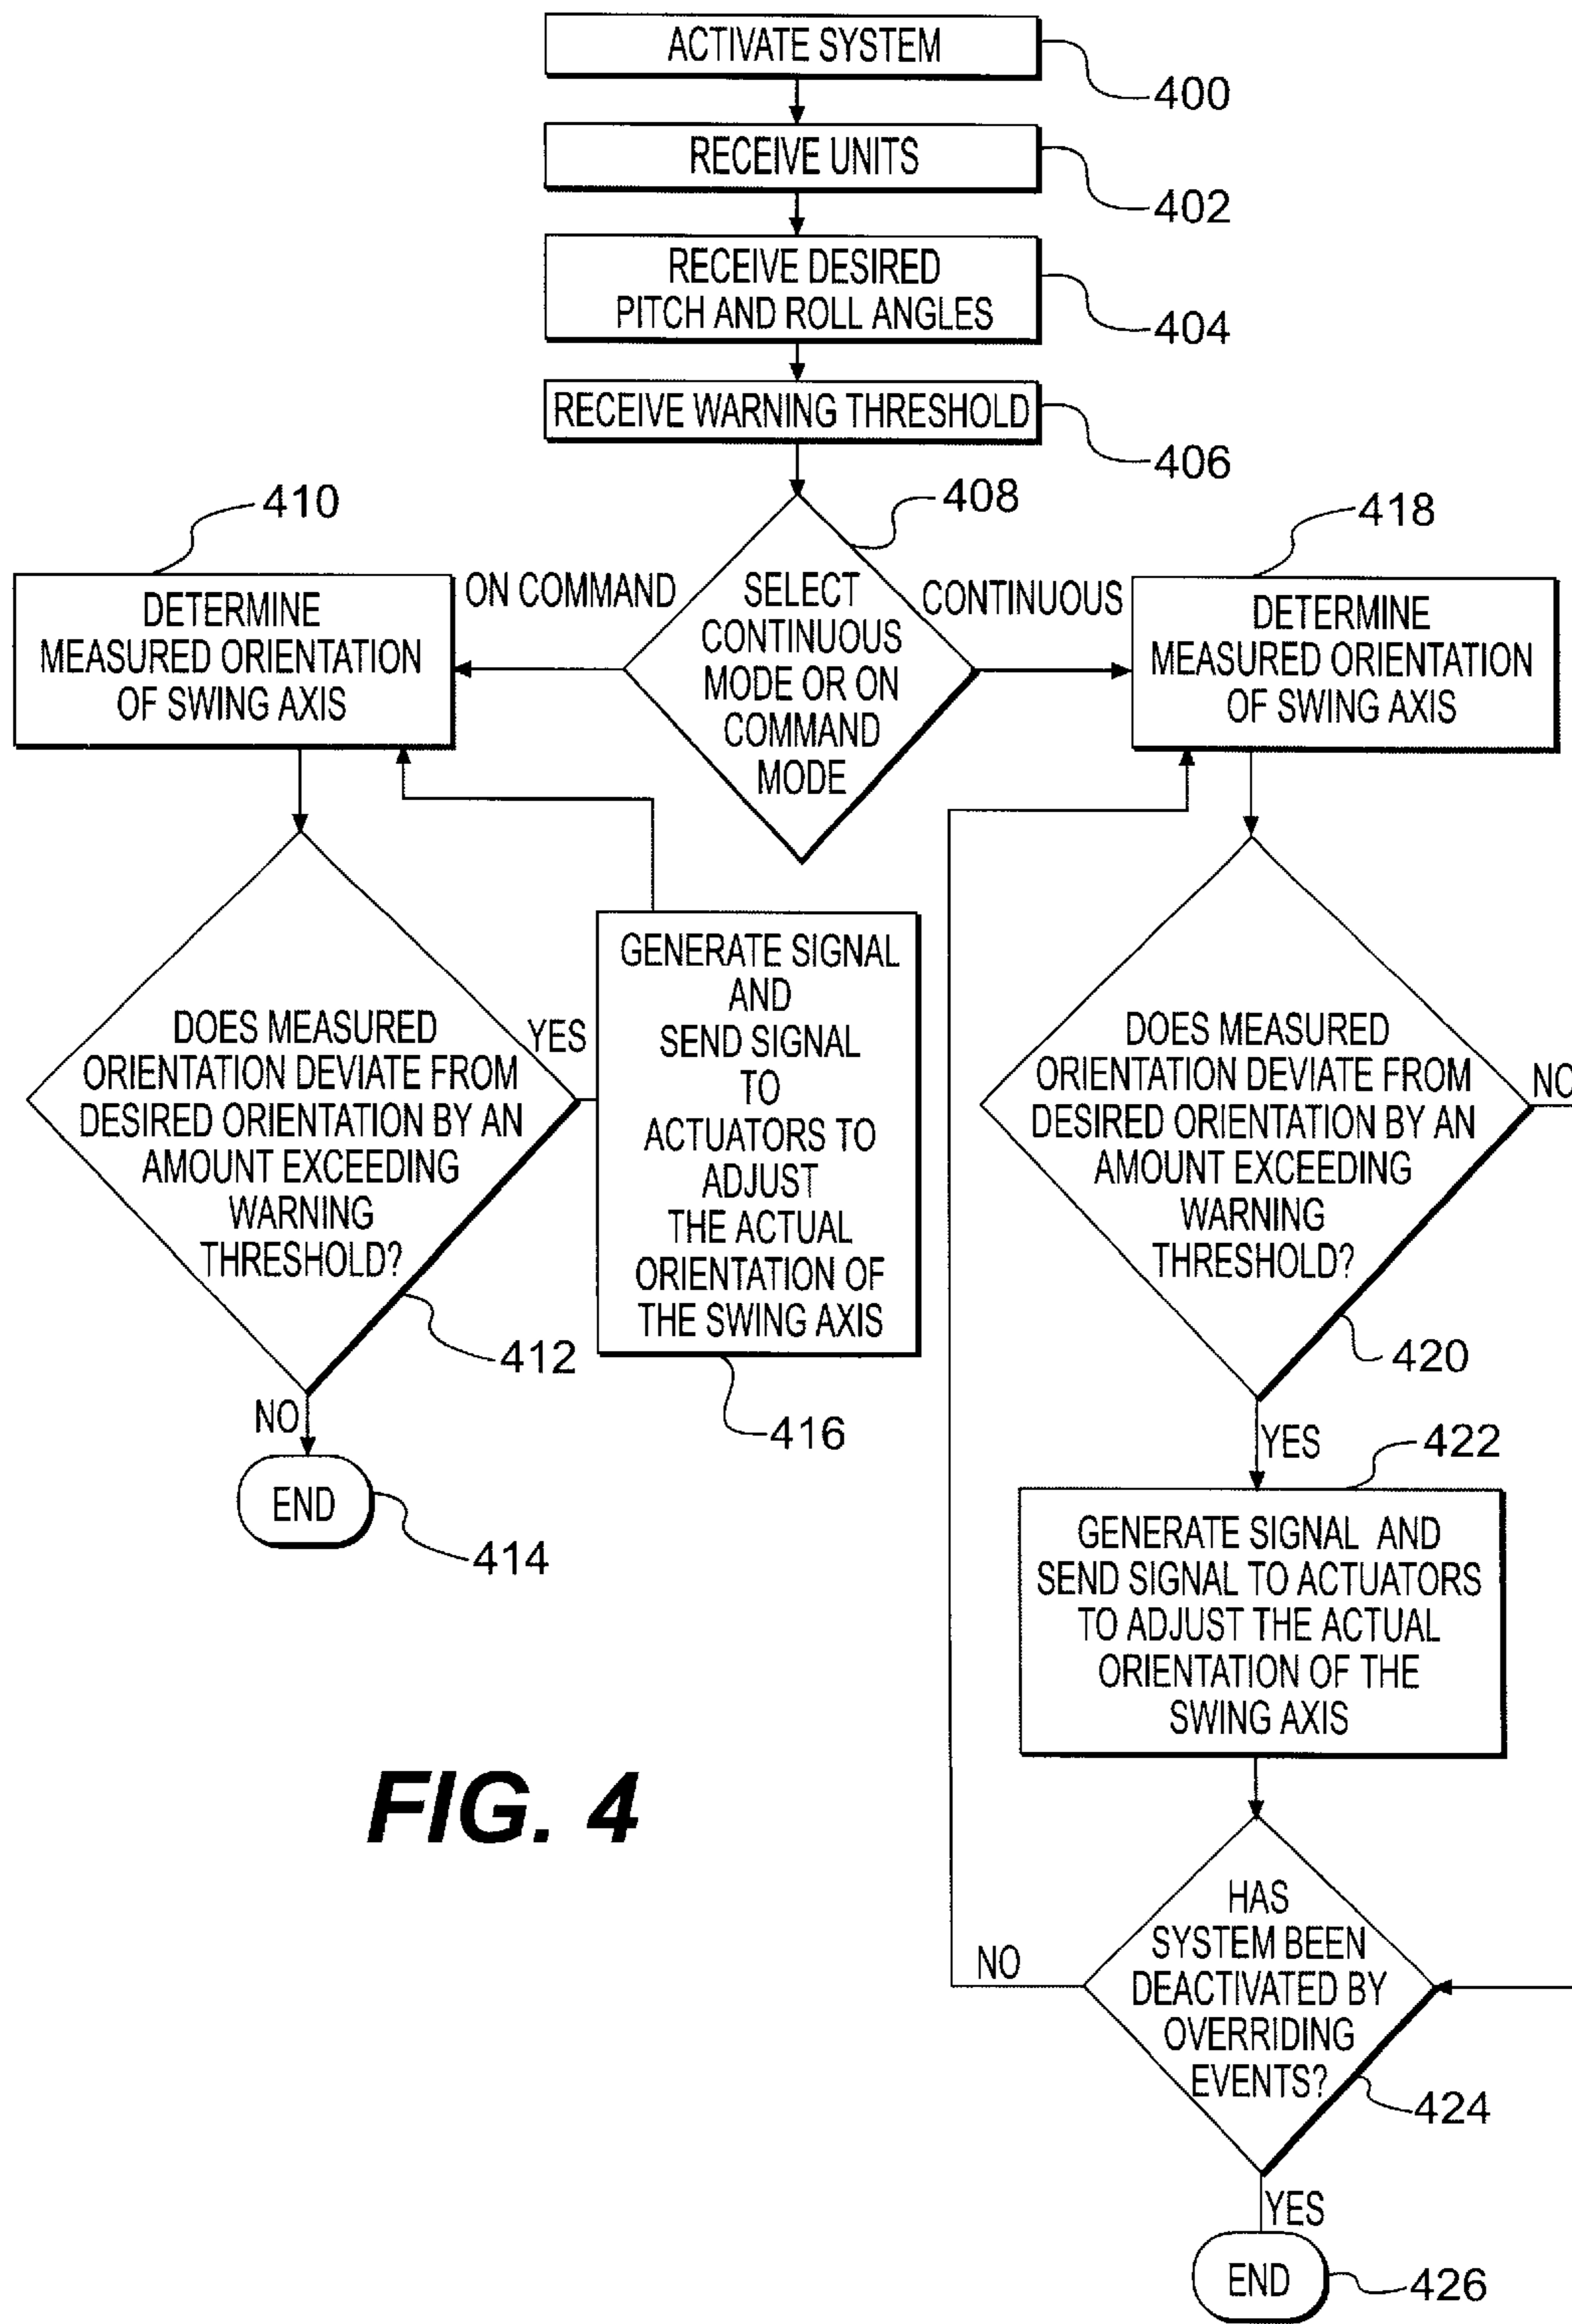 ACTIVATE SYSTEM
400
RECEIVE UNITS
402
RECEIVE DESIRED
PITCH AND ROLL ANGLES
404
RECEIVE WARNING THRESHOLD
406
408
SELECT
CONTINUOUS
MODE OR ON
COMMAND
MODE
ON COMMAND
CONTINUOUS
410
DETERMINE
MEASURED ORIENTATION
OF SWING AXIS
DOES MEASURED
ORIENTATION DEVIATE FROM
DESIRED ORIENTATION BY AN
AMOUNT EXCEEDING
WARNING
THRESHOLD?
412
YES
NO
END
414
GENERATE SIGNAL
AND
SEND SIGNAL
TO
ACTUATORS TO
ADJUST
THE ACTUAL
ORIENTATION OF
THE SWING AXIS
416
418
DETERMINE
MEASURED ORIENTATION
OF SWING AXIS
DOES MEASURED
ORIENTATION DEVIATE FROM
DESIRED ORIENTATION BY AN
AMOUNT EXCEEDING
WARNING
THRESHOLD?
NO
420
YES
422
GENERATE SIGNAL AND
SEND SIGNAL TO ACTUATORS
TO ADJUST THE ACTUAL
ORIENTATION OF THE
SWING AXIS
HAS
SYSTEM BEEN
DEACTIVATED BY
OVERRIDING
EVENTS?
NO
424
YES
END
426
FIG. 4